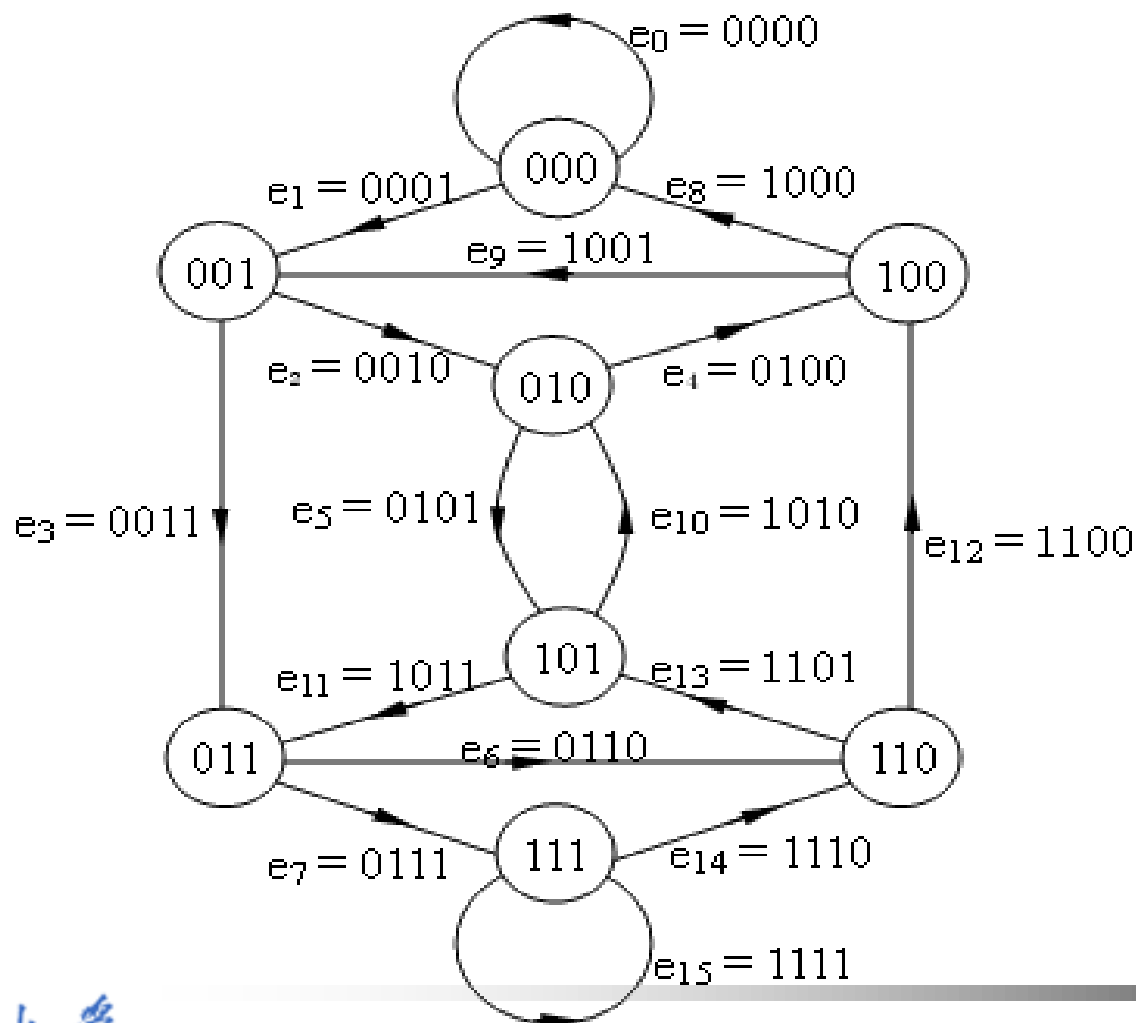 e₀ = 0000
000
e₁ = 0001
e₈ = 1000
e₉ = 1001
001
100
e₂ = 0010
010
e₄ = 0100
e₃ = 0011
e₅ = 0101
e₁₀ = 1010
e₁₂ = 1100
101
e₁₁ = 1011
e₁₃ = 1101
011
e₆ = 0110
110
e₇ = 0111
111
e₁₄ = 1110
e₁₅ = 1111